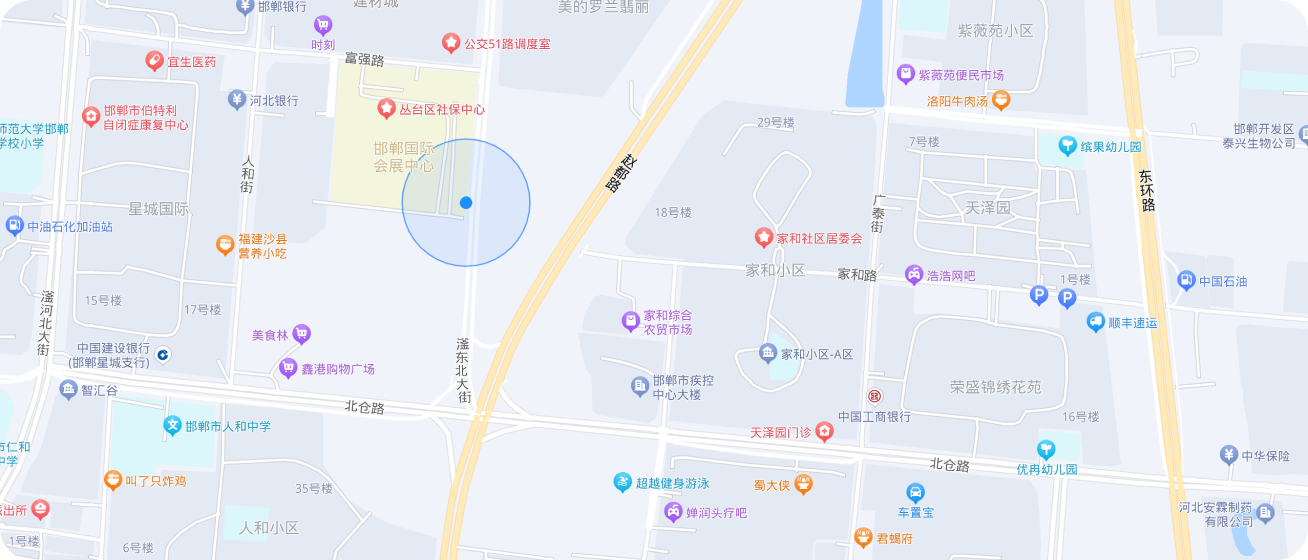 邯郸银行
建材城
美的罗兰翡丽
时刻
公交51路调度室
紫薇苑小区
富强路
宜生医药
紫薇苑便民市场
河北银行
洛阳牛肉汤
邯郸市伯特利
自闭症康复中心
丛台区社保中心
29号楼
师范大学邯郸
学校小学
邯郸开发区
泰兴生物公司
7号楼
缤果幼儿园
邯郸国际
会展中心
人和街
赵都路
东环路
星城国际
18号楼
广泰街
天泽园
中油石化加油站
福建沙县
营养小吃
家和社区居委会
家和小区
家和路
浩浩网吧
1号楼
中国石油
P
P
15号楼
17号楼
滏河北大街
家和综合
农贸市场
顺丰速运
美食林
滏东北大街
中国建设银行
(邯郸星城支行)
家和小区-A区
鑫港购物广场
智汇谷
邯郸市疾控
中心大楼
荣盛锦绣花苑
北仓路
中国工商银行
16号楼
邯郸市人和中学
天泽园门诊
市仁和
中学
北仓路
优冉幼儿园
中华保险
叫了只炸鸡
35号楼
超越健身游泳
蜀大侠
派出所
婵润头疗吧
车置宝
河北安霖制药
有限公司
人和小区
1号楼
6号楼
君蝎府